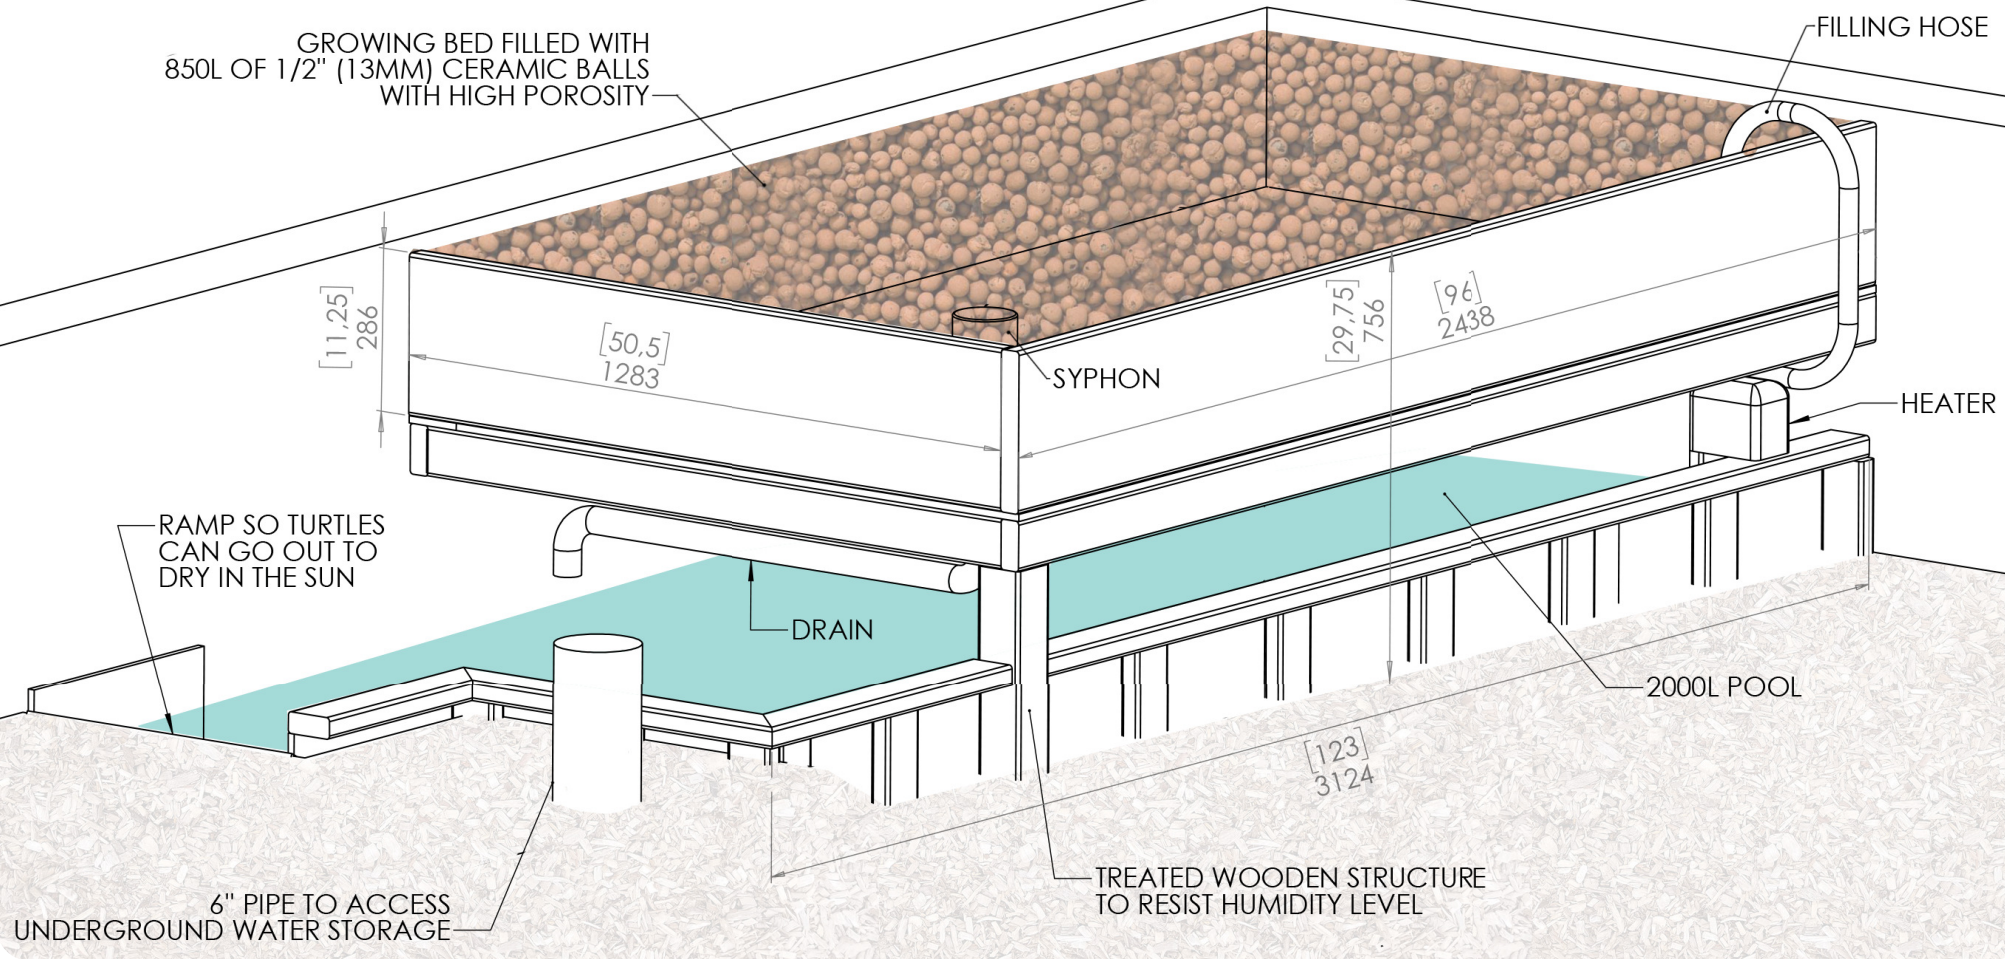 GROWING BED FILLED WITH
850L OF 1/2" (13MM) CERAMIC BALLS
WITH HIGH POROSITY
FILLING HOSE
[11,25]
286
[50,5]
1283
[29,75]
756
[96]
2438
SYPHON
HEATER
RAMP SO TURTLES
CAN GO OUT TO
DRY IN THE SUN
DRAIN
2000L POOL
[123]
3124
6" PIPE TO ACCESS
UNDERGROUND WATER STORAGE
TREATED WOODEN STRUCTURE
TO RESIST HUMIDITY LEVEL